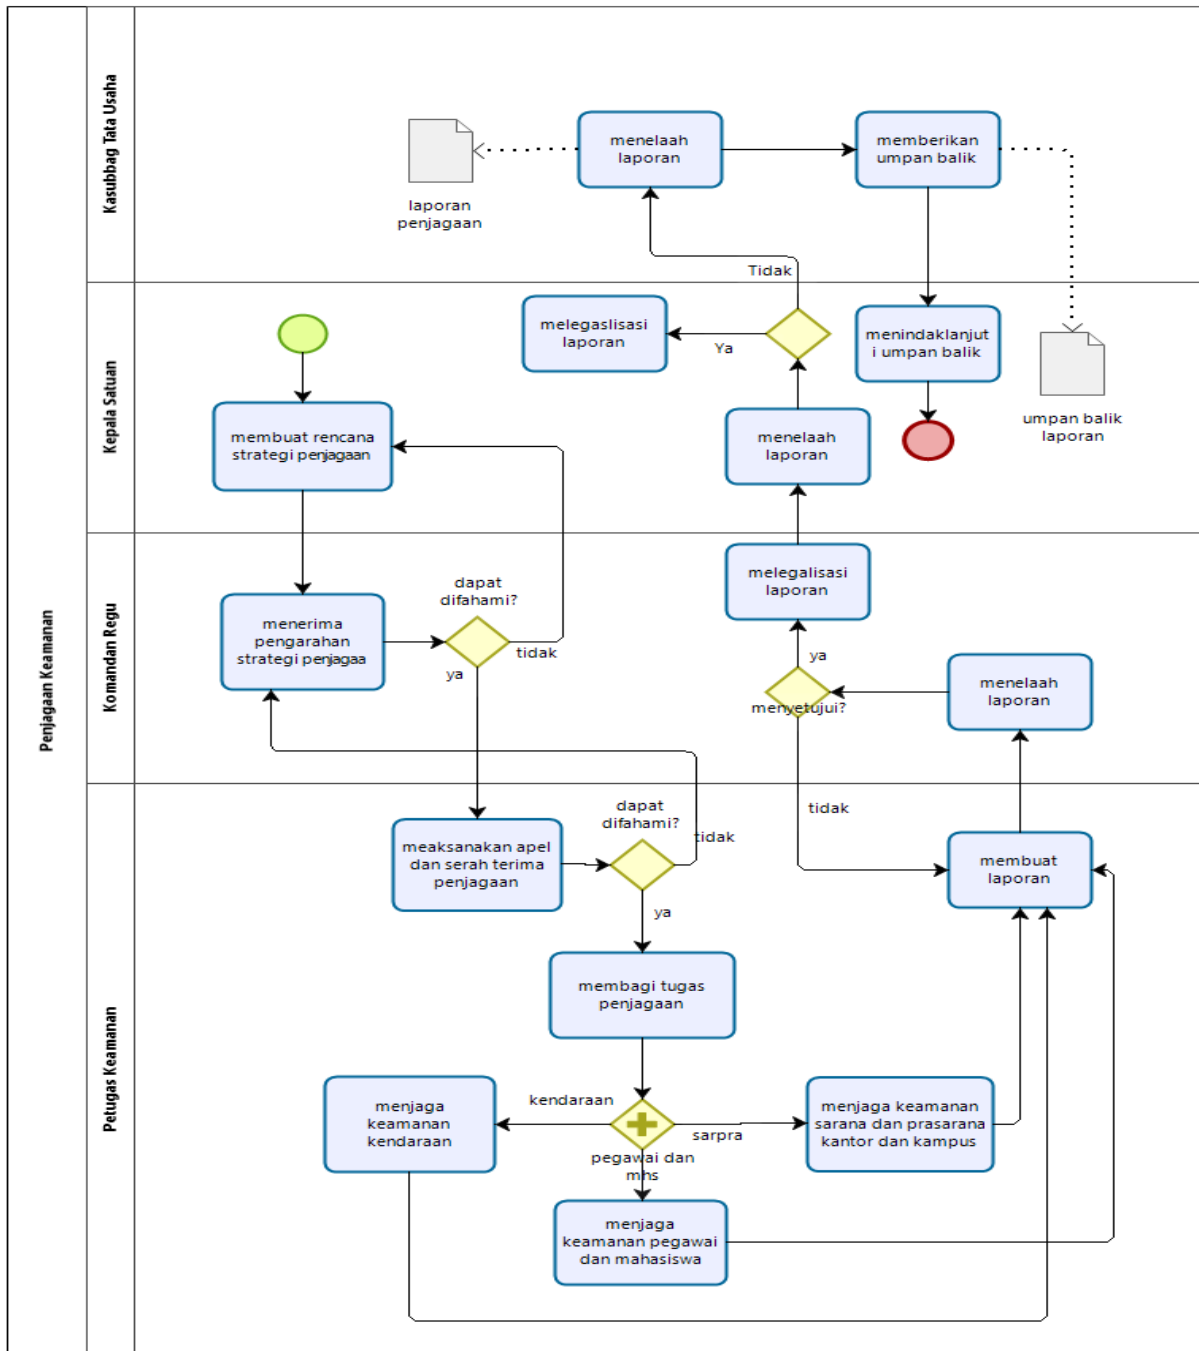 Penjagaan Keamanan
Kasubbag Tata Usaha
laporan
penjagaan
menelaah
laporan
memberikan
umpan balik
Tidak
Kepala Satuan
melegaslisasi
laporan
Ya
menindaklanjut
i umpan balik
umpan balik
laporan
membuat rencana
strategi penjagaan
menelaah
laporan
Komandan Regu
menerima
pengarahan
strategi penjagaa
dapat
difahami?
tidak
ya
melegalisasi
laporan
ya
menyetujui?
menelaah
laporan
tidak
Petugas Keamanan
meaksanakan apel
dan serah terima
penjagaan
dapat
difahami?
tidak
ya
membuat
laporan
membagi tugas
penjagaan
kendaraan
sarpra
pegawai dan
mhs
menjaga
keamanan
kendaraan
menjaga keamanan
sarana dan prasarana
kantor dan kampus
menjaga
keamanan pegawai
dan mahasiswa